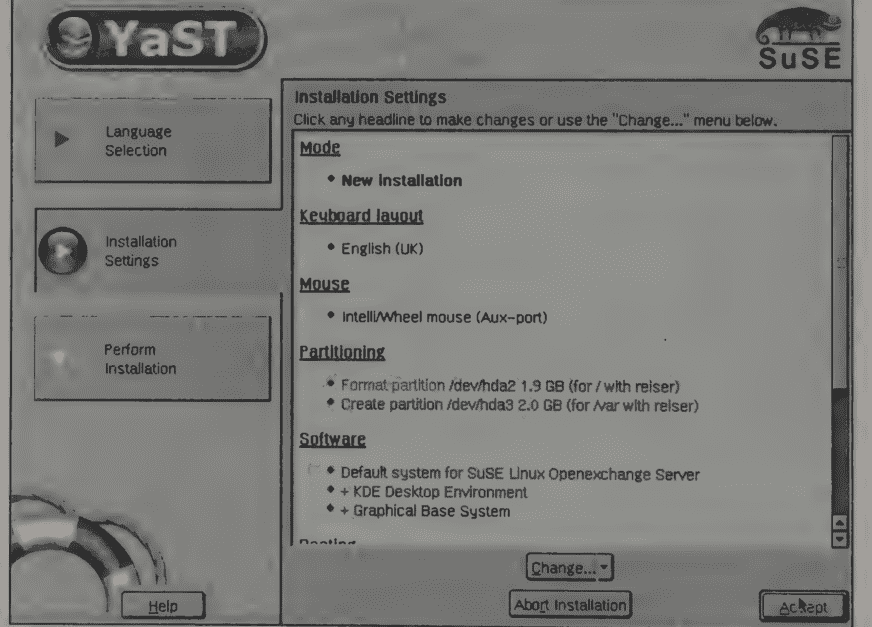 YaST
SuSE
Language
Selection
Installation
Settings
Perform
Installation
Help
Installation Settings
Click any headline to make changes or use the "Change..." menu below.
Mode
New installation
Keyboard layout
English (UK)
Mouse
IntelliWheel mouse (Aux-port)
Partitioning
Format partition /dev/hda2 1.9 GB (for / with reiser)
Create partition /dev/hda3 2.0 GB (for /var with reiser)
Software
Default system for SuSE Linux Openexchange Server
+ KDE Desktop Environment
+ Graphical Base System
Booting
Change...
Abort Installation
Accept